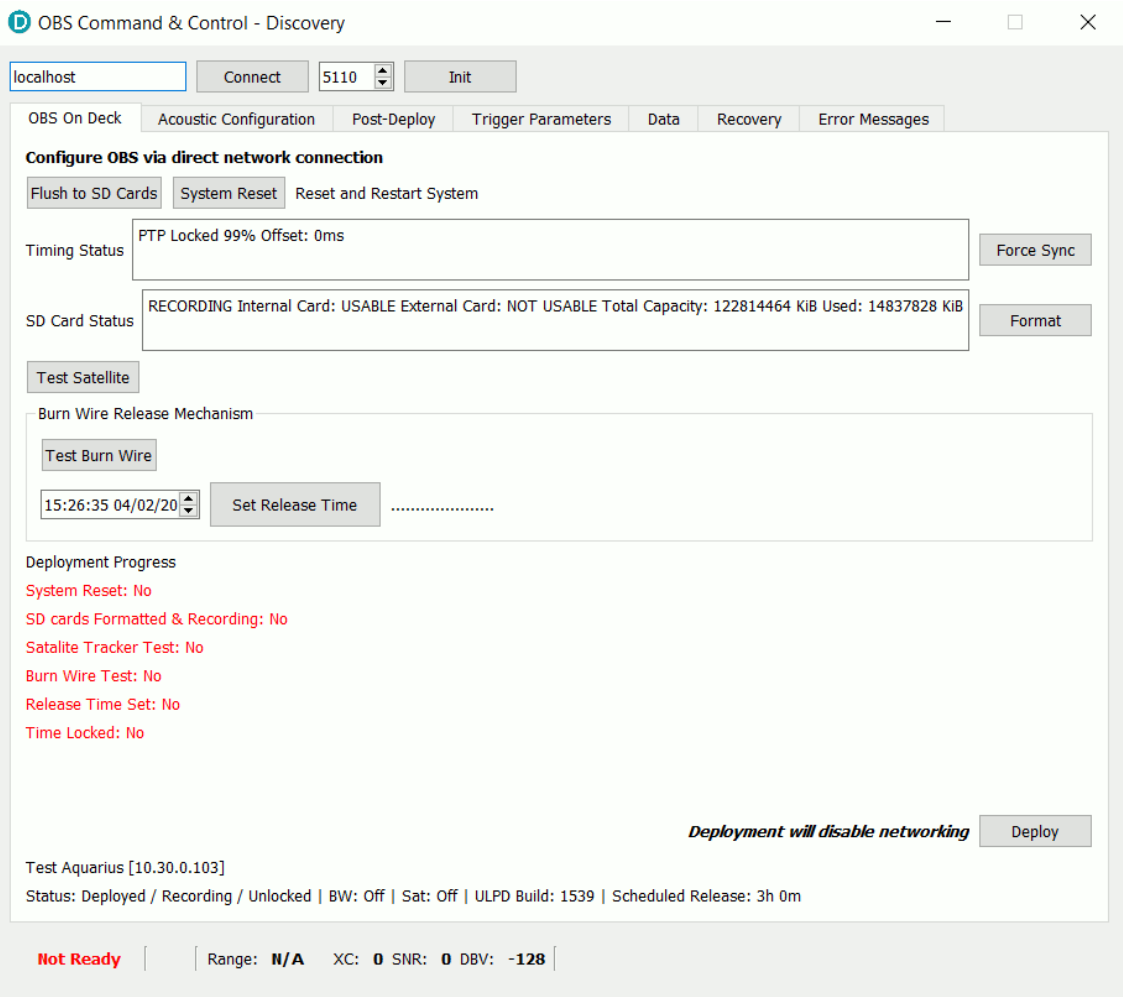 OBS Command & Control - Discovery
localhost Connect 5110 Init
OBS On Deck Acoustic Configuration Post-Deploy Trigger Parameters Data Recovery Error Messages
Configure OBS via direct network connection
Flush to SD Cards System Reset Reset and Restart System
Timing Status PTP Locked 99% Offset: 0ms Force Sync
SD Card Status RECORDING Internal Card: USABLE External Card: NOT USABLE Total Capacity: 122814464 KiB Used: 14837828 KiB Format
Test Satellite
Burn Wire Release Mechanism
Test Burn Wire
15:26:35 04/02/20 Set Release Time .....................
Deployment Progress
System Reset: No
SD cards Formatted & Recording: No
Satalite Tracker Test: No
Burn Wire Test: No
Release Time Set: No
Time Locked: No
Deployment will disable networking Deploy
Test Aquarius [10.30.0.103]
Status: Deployed / Recording / Unlocked | BW: Off | Sat: Off | ULPD Build: 1539 | Scheduled Release: 3h 0m
Not Ready Range: N/A XC: 0 SNR: 0 DBV: -128